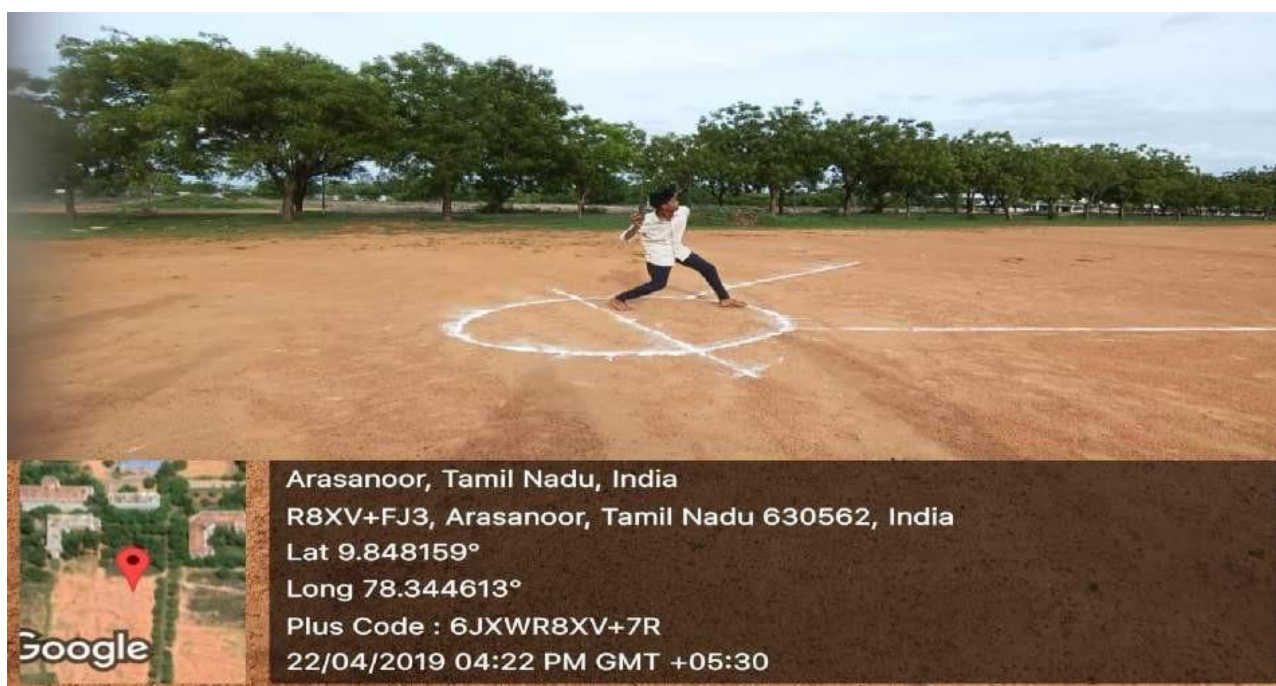 Arasanoor, Tamil Nadu, India
R8XV+FJ3, Arasanoor, Tamil Nadu 630562, India
Lat 9.848159°
Long 78.344613°
Plus Code : 6JXWR8XV+7R
Google
22/04/2019 04:22 PM GMT +05:30